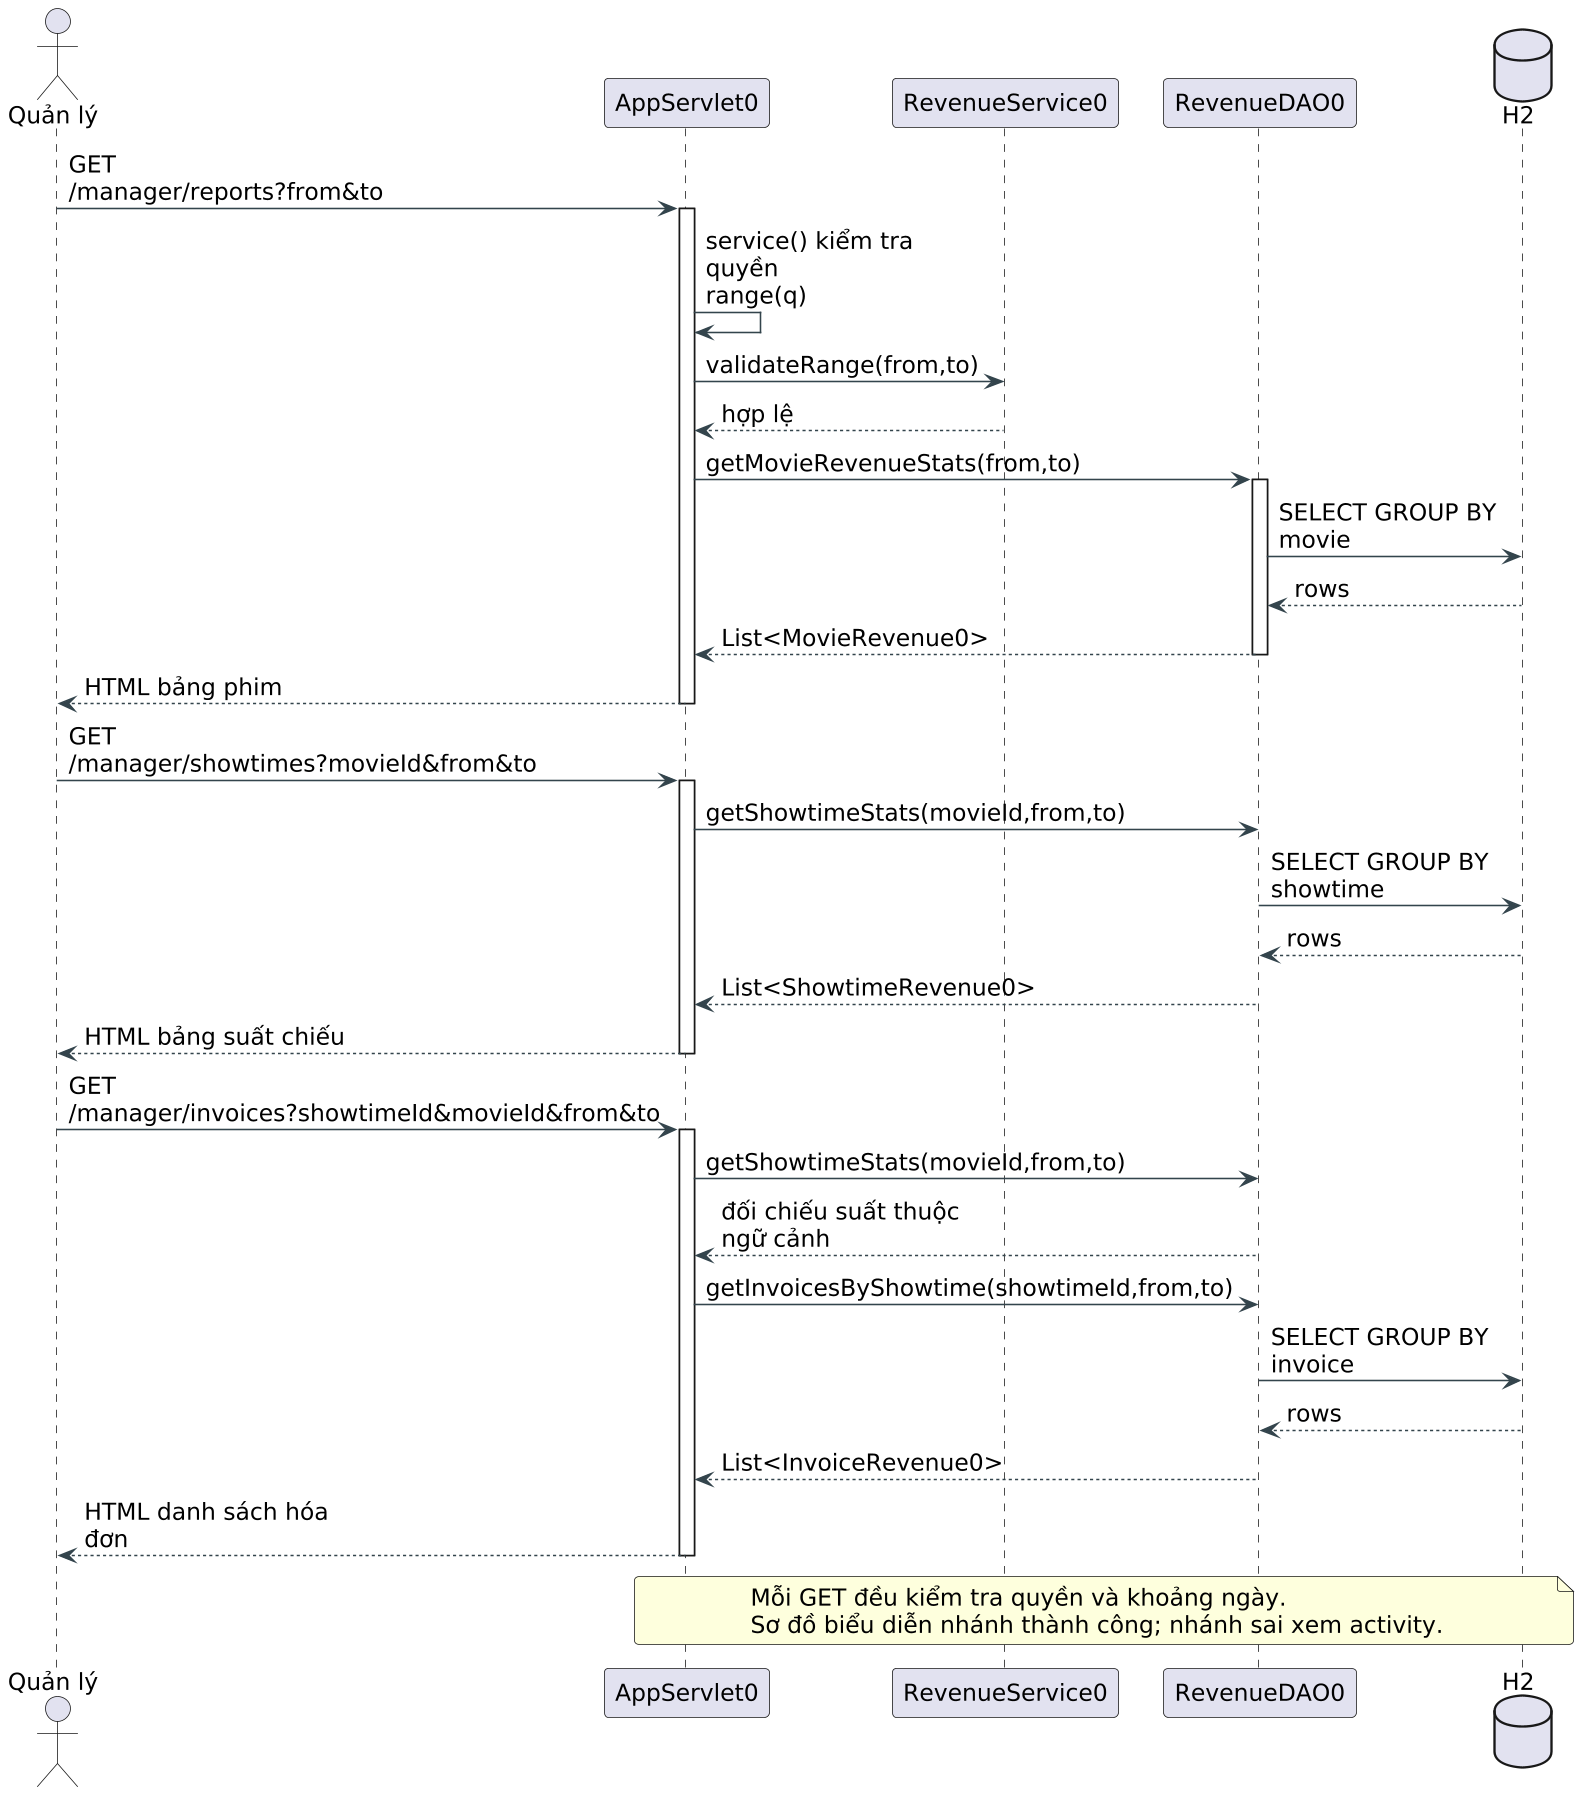 Quản lý
AppServlet0
RevenueService0
RevenueDAO0
H2
GET
/manager/reports?from&to
service() kiểm tra
quyền
range(q)
validateRange(from,to)
hợp lệ
getMovieRevenueStats(from,to)
SELECT GROUP BY
movie
rows
List<MovieRevenue0>
HTML bảng phim
GET
/manager/showtimes?movieId&from&to
getShowtimeStats(movieId,from,to)
SELECT GROUP BY
showtime
rows
List<ShowtimeRevenue0>
HTML bảng suất chiếu
GET
/manager/invoices?showtimeId&movieId&from&to
getShowtimeStats(movieId,from,to)
đối chiếu suất thuộc
ngữ cảnh
getInvoicesByShowtime(showtimeId,from,to)
SELECT GROUP BY
invoice
rows
List<InvoiceRevenue0>
HTML danh sách hóa
đơn
Mỗi GET đều kiểm tra quyền và khoảng ngày.
Sơ đồ biểu diễn nhánh thành công; nhánh sai xem activity.
Quản lý
AppServlet0
RevenueService0
RevenueDAO0
H2